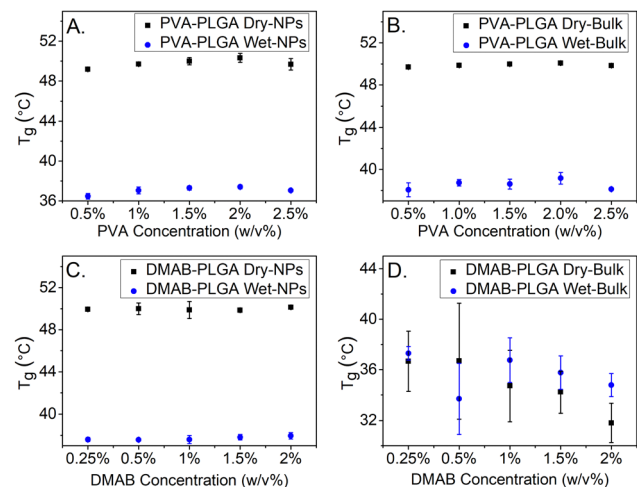 A.
PVA-PLGA Dry-NPs
PVA-PLGA Wet-NPs
Tg (°C)
52
48
44
40
36
0.5% 1% 1.5% 2% 2.5%
PVA Concentration (w/v%)
B.
PVA-PLGA Dry-Bulk
PVA-PLGA Wet-Bulk
Tg (°C)
52
48
44
40
0.5% 1.0% 1.5% 2.0% 2.5%
PVA Concentration (w/v%)
C.
DMAB-PLGA Dry-NPs
DMAB-PLGA Wet-NPs
Tg (°C)
52
48
44
40
0.25% 0.5% 1% 1.5% 2%
DMAB Concentration (w/v%)
D.
DMAB-PLGA Dry-Bulk
DMAB-PLGA Wet-Bulk
Tg (°C)
44
40
36
32
0.25% 0.5% 1% 1.5% 2%
DMAB Concentration (w/v%)